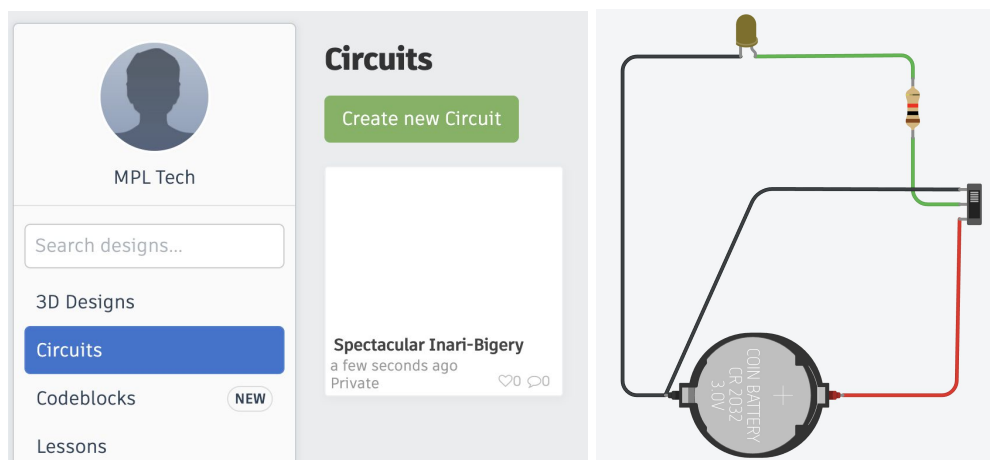 MPL Tech
Search designs...
3D Designs
Circuits
Codeblocks NEW
Lessons
Circuits
Create new Circuit
Spectacular Inari-Bigery
a few seconds ago
Private 0 0
COIN BATTERY
CR 2032
3.0V
+